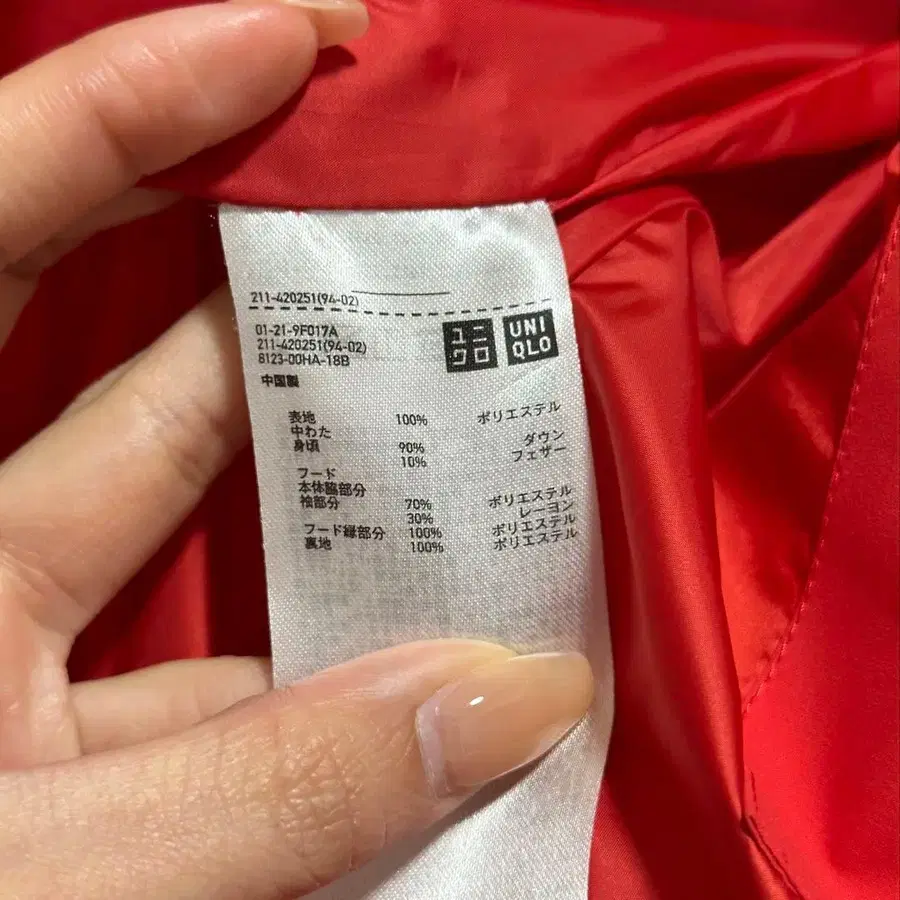 211-420251(94-02)
01-21-9F017A
211-420251(94-02)
8123-00HA-18B
中国製
ユニ
クロ
UNI
QLO
表地 100% ポリエステル
中わた
身頃 90% ダウン
10% フェザー
フード
本体脇部分
袖部分 70% ポリエステル
30% レーヨン
フード縁部分 100% ポリエステル
裏地 100% ポリエステル